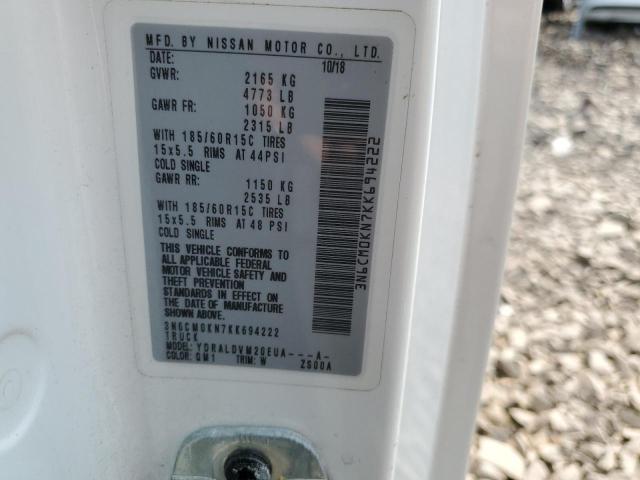 MFD. BY NISSAN MOTOR CO., LTD.
DATE: 10/18
GVWR: 2165 KG
4773 LB
GAWR FR: 1050 KG
2315 LB
WITH 185/60R15C TIRES
15x5.5 RIMS AT 44PSI
COLD SINGLE
GAWR RR: 1150 KG
2535 LB
WITH 185/60R15C TIRES
15x5.5 RIMS AT 48 PSI
COLD SINGLE
THIS VEHICLE CONFORMS TO
ALL APPLICABLE FEDERAL
MOTOR VEHICLE SAFETY AND
THEFT PREVENTION
STANDARDS IN EFFECT ON
THE DATE OF MANUFACTURE
SHOWN ABOVE.
3N6CM0KN7KK694222
TRUCK
MODEL: YDRALDVM20EUA---A-
COLOR: QM1 TRIM: W ZS00A
3N6CM0KN7KK694222